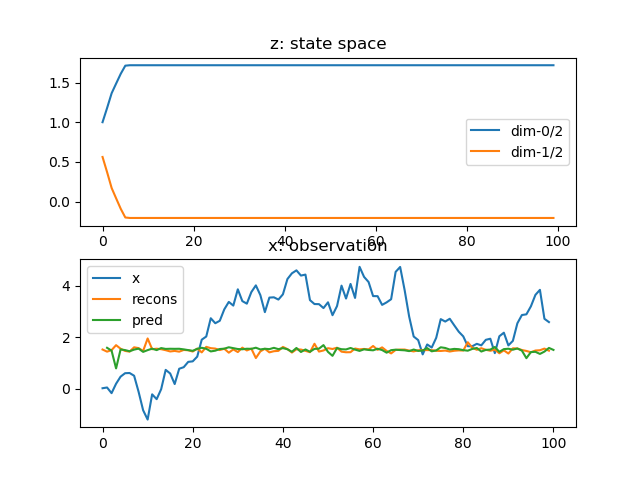 z: state space
1.5
1.0
0.5
0.0
dim-0/2
dim-1/2
0 20 40 60 80 100
x: observation
4
2
0
x
recons
pred
0 20 40 60 80 100